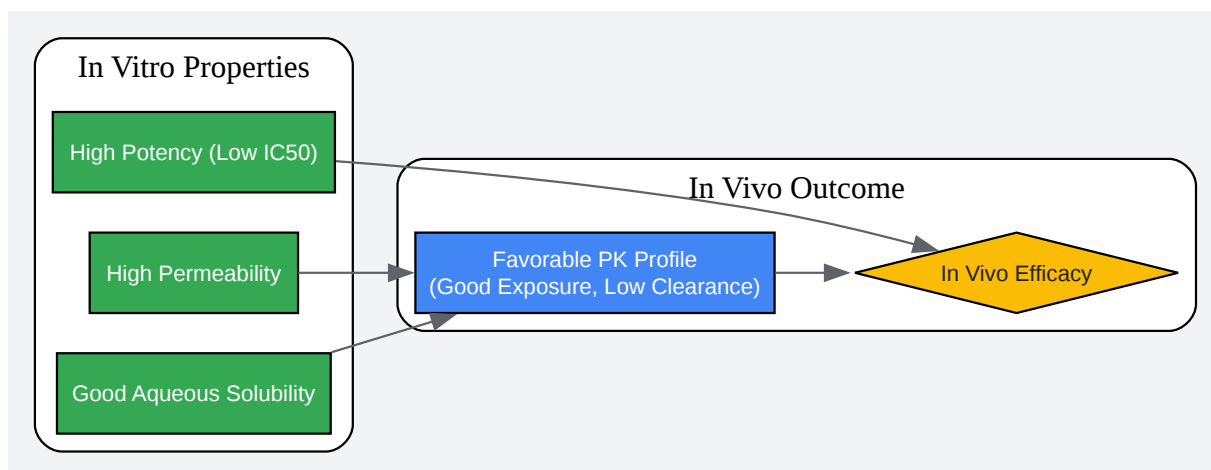 In Vitro Properties
High Potency (Low IC50)
High Permeability
Good Aqueous Solubility
In Vivo Outcome
Favorable PK Profile
(Good Exposure, Low Clearance)
In Vivo Efficacy